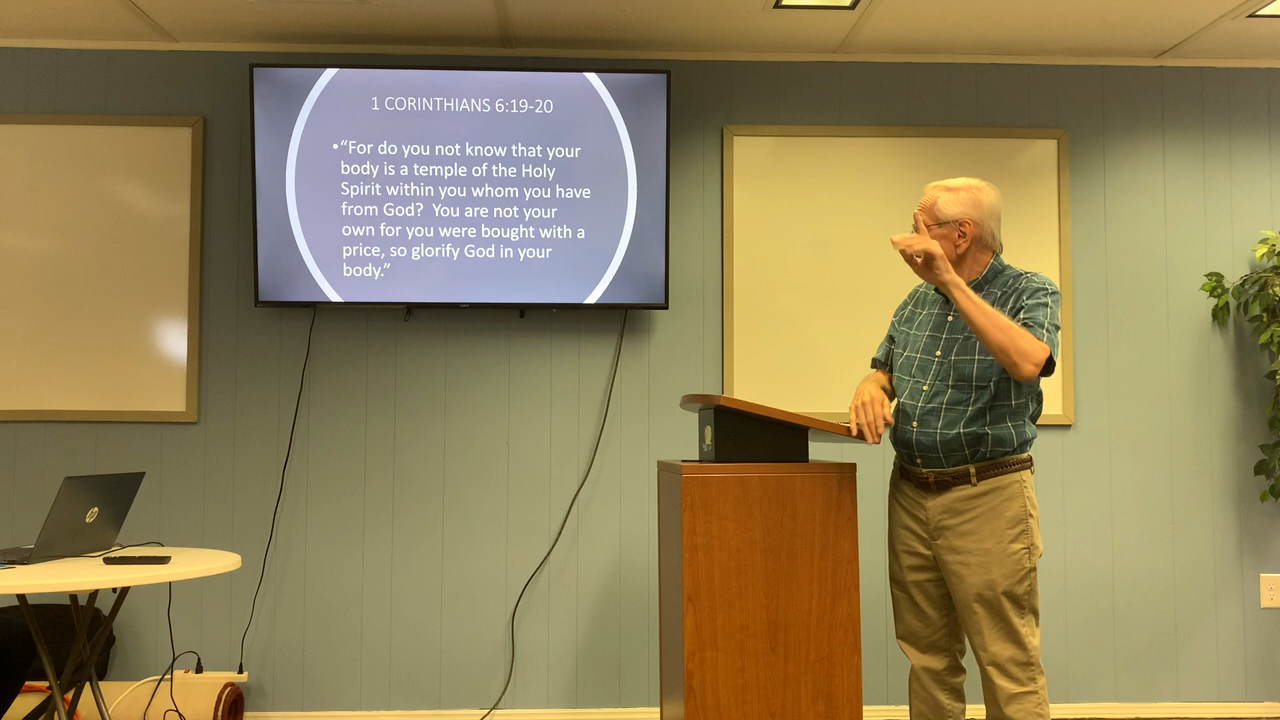 1 CORINTHIANS 6:19-20
•“For do you not know that your
body is a temple of the Holy
Spirit within you whom you have
from God?  You are not your
own for you were bought with a
price, so glorify God in your
body.”
hp